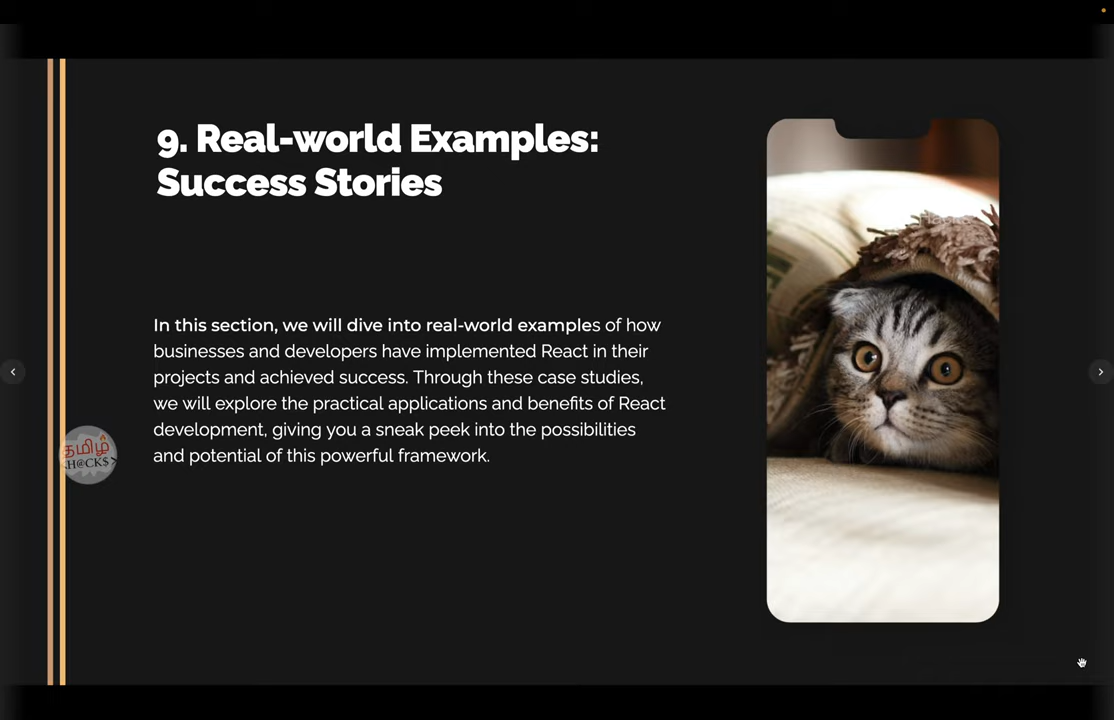 9. Real-world Examples:
Success Stories
In this section, we will dive into real-world examples of how
businesses and developers have implemented React in their
projects and achieved success. Through these case studies,
we will explore the practical applications and benefits of React
development, giving you a sneak peek into the possibilities
and potential of this powerful framework.
தமிழ்
<H@CK$>
Hacks